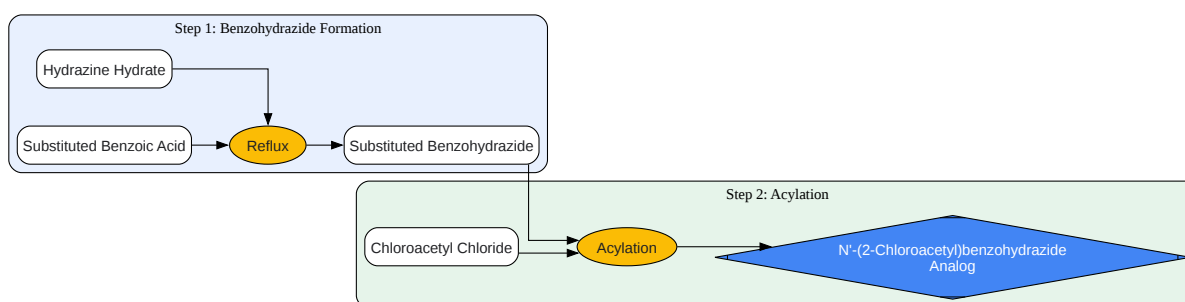 Step 1: Benzohydrazide Formation
Hydrazine Hydrate
Substituted Benzoic Acid
Reflux
Substituted Benzohydrazide
Step 2: Acylation
Chloroacetyl Chloride
Acylation
N'-(2-Chloroacetyl)benzohydrazide
Analog